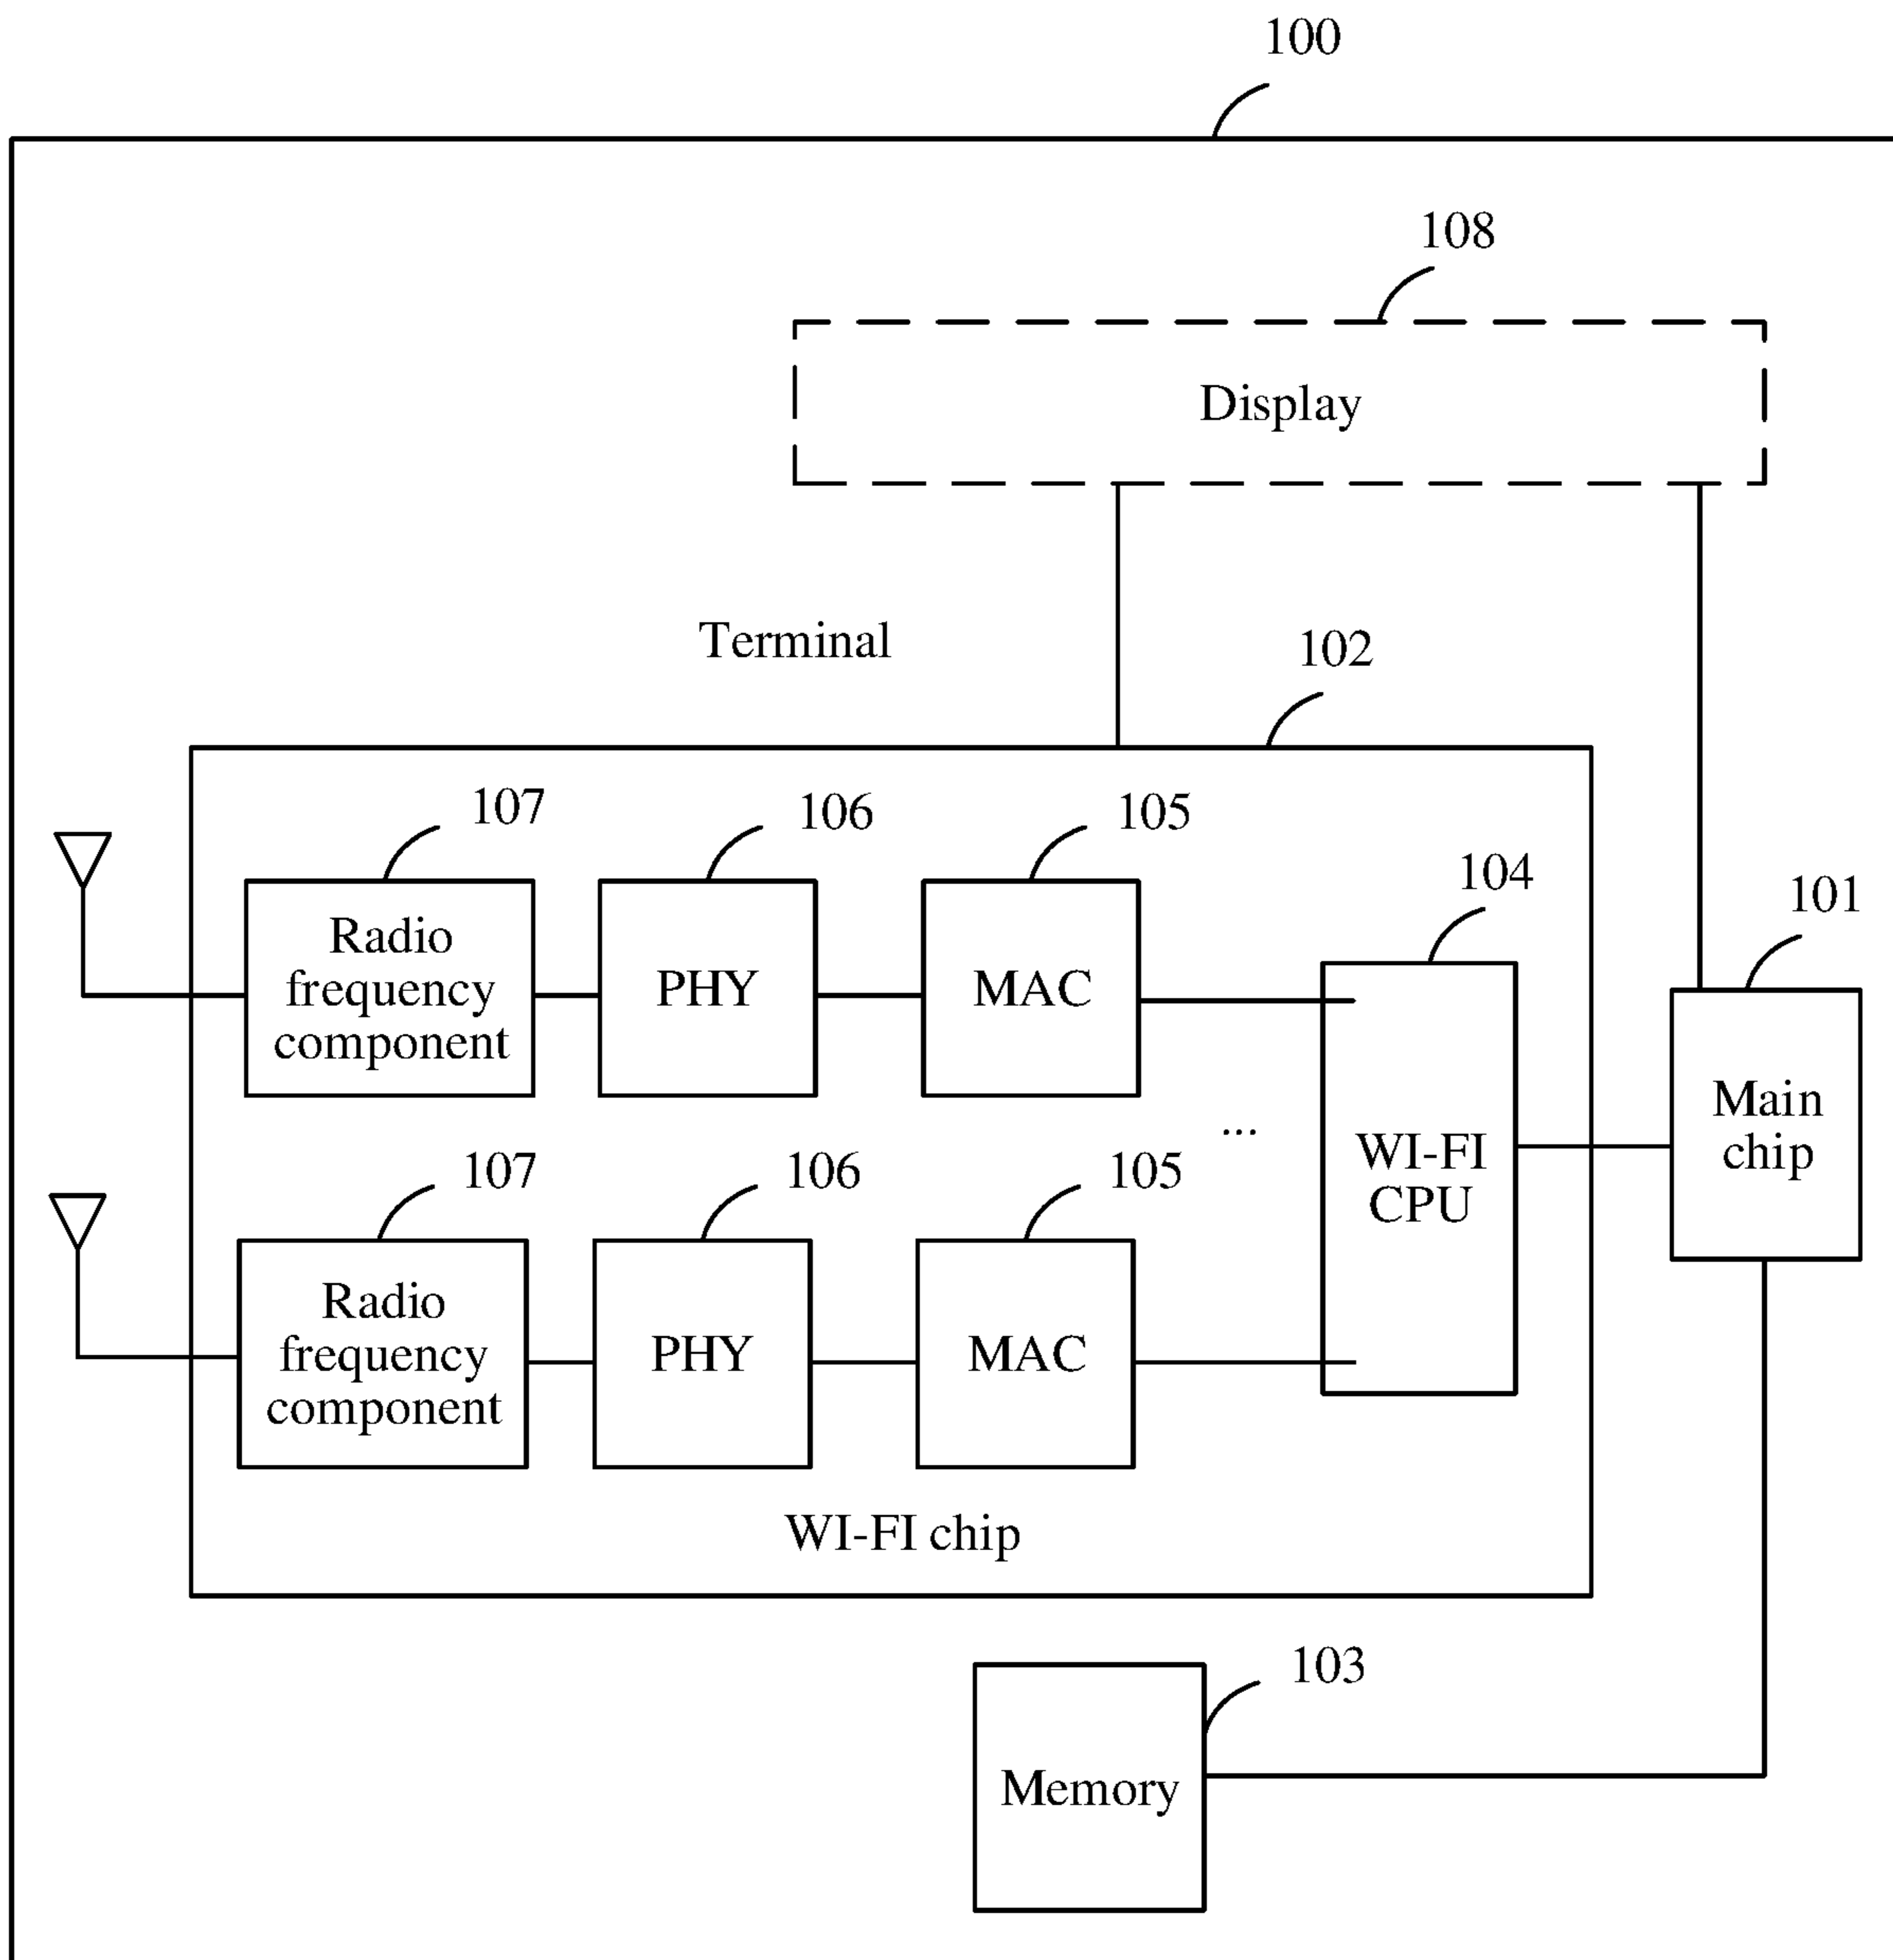 100
108
Display
Terminal
102
107
106
105
104
101
Radio
frequency
component
PHY
MAC
Main
chip
...
WI-FI
CPU
107
106
105
Radio
frequency
component
PHY
MAC
WI-FI chip
103
Memory